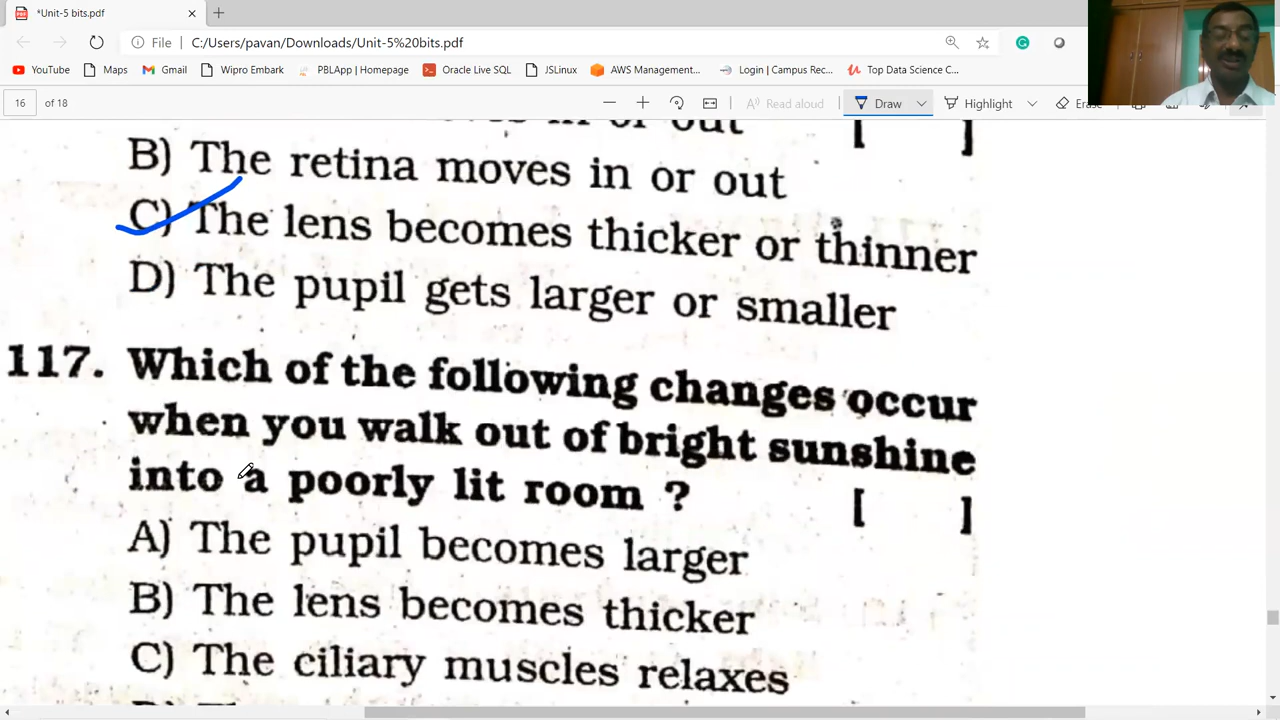 *Unit-5 bits.pdf
File C:/Users/pavan/Downloads/Unit-5%20bits.pdf
YouTube Maps Gmail Wipro Embark PBLApp | Homepage Oracle Live SQL JSLinux AWS Management... Login | Campus Rec... Top Data Science C...
16 of 18 Read aloud Draw Highlight Erase
in or out [ ]
B) The retina moves in or out
C) The lens becomes thicker or thinner
D) The pupil gets larger or smaller
117. Which of the following changes occur
when you walk out of bright sunshine
into a poorly lit room ? [ ]
A) The pupil becomes larger
B) The lens becomes thicker
C) The ciliary muscles relaxes